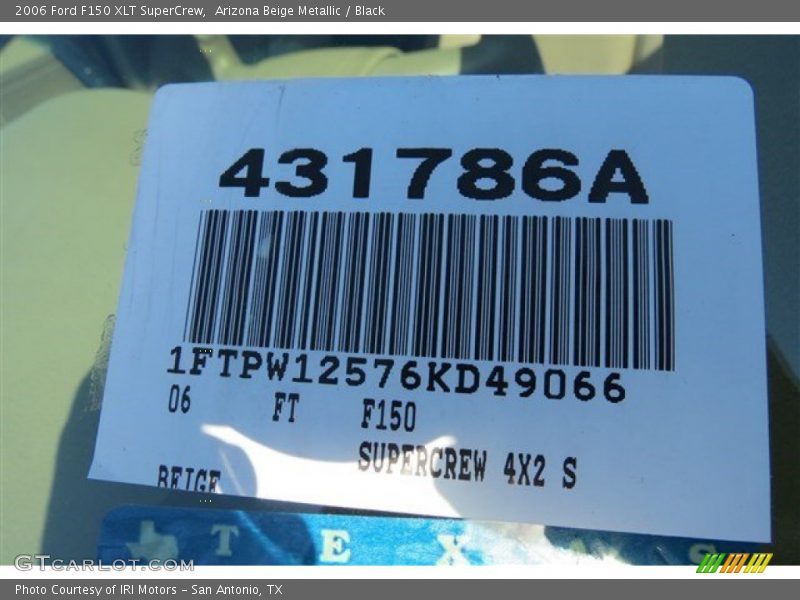 2006 Ford F150 XLT SuperCrew, Arizona Beige Metallic / Black
431786A
1FTPW12576KD49066
06 FT F150
SUPERCREW 4X2 S
BEIGE
T E X A S
GTCARLOT.COM
Photo Courtesy of IRI Motors - San Antonio, TX